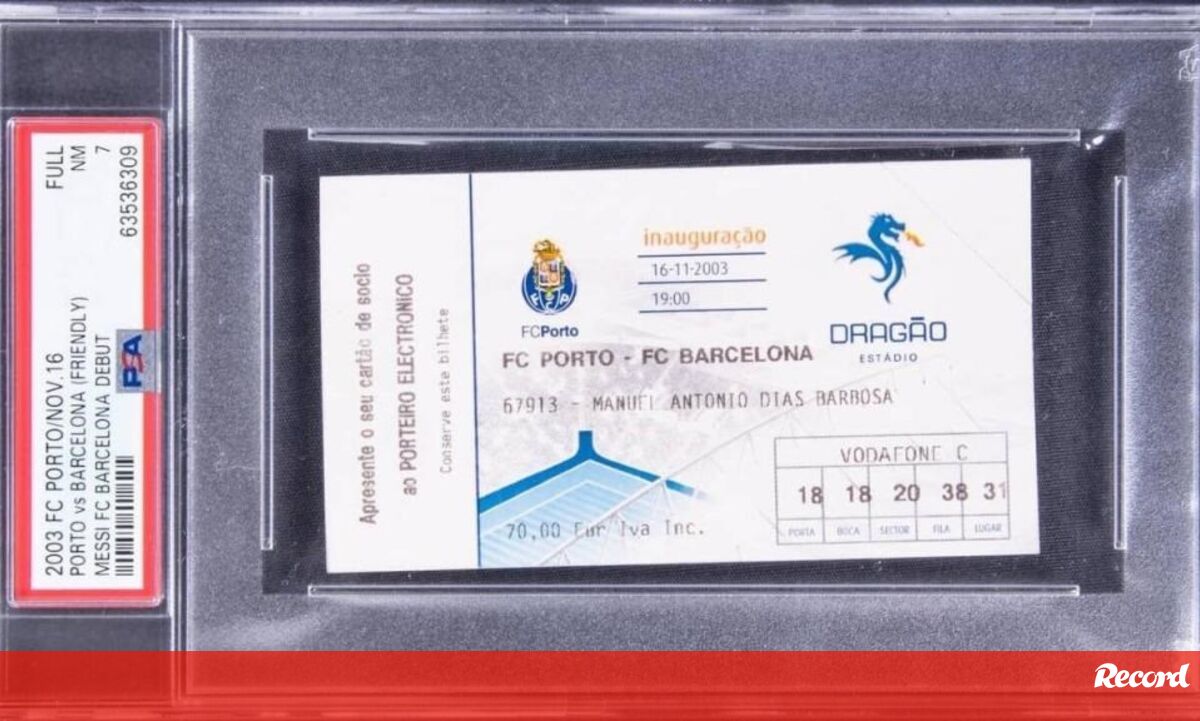 2003 FC PORTO/NOV.16 FULL
PORTO vs BARCELONA (FRIENDLY) NM
MESSI FC BARCELONA DEBUT 7
63536309
PSA
Apresente o seu cartão de socio
ao PORTEIRO ELECTRONICO
Conserve este bilhete
FCP
FCPorto
inauguração
16-11-2003
19:00
DRAGÃO
ESTÁDIO
FC PORTO - FC BARCELONA
67913 - MANUEL ANTONIO DIAS BARBOSA
VODAFONE C
18 18 20 38 31
PORTA BOCA SECTOR FILA LUGAR
70,00 Eur Iva Inc.
Record